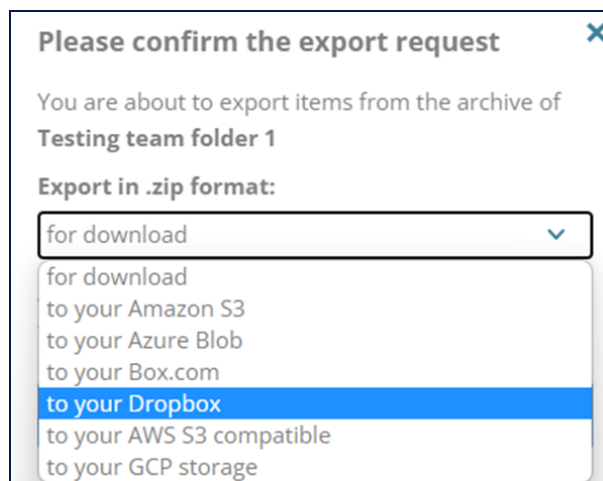 Please confirm the export request
You are about to export items from the archive of
Testing team folder 1
Export in .zip format:
for download
for download
to your Amazon S3
to your Azure Blob
to your Box.com
to your Dropbox
to your AWS S3 compatible
to your GCP storage